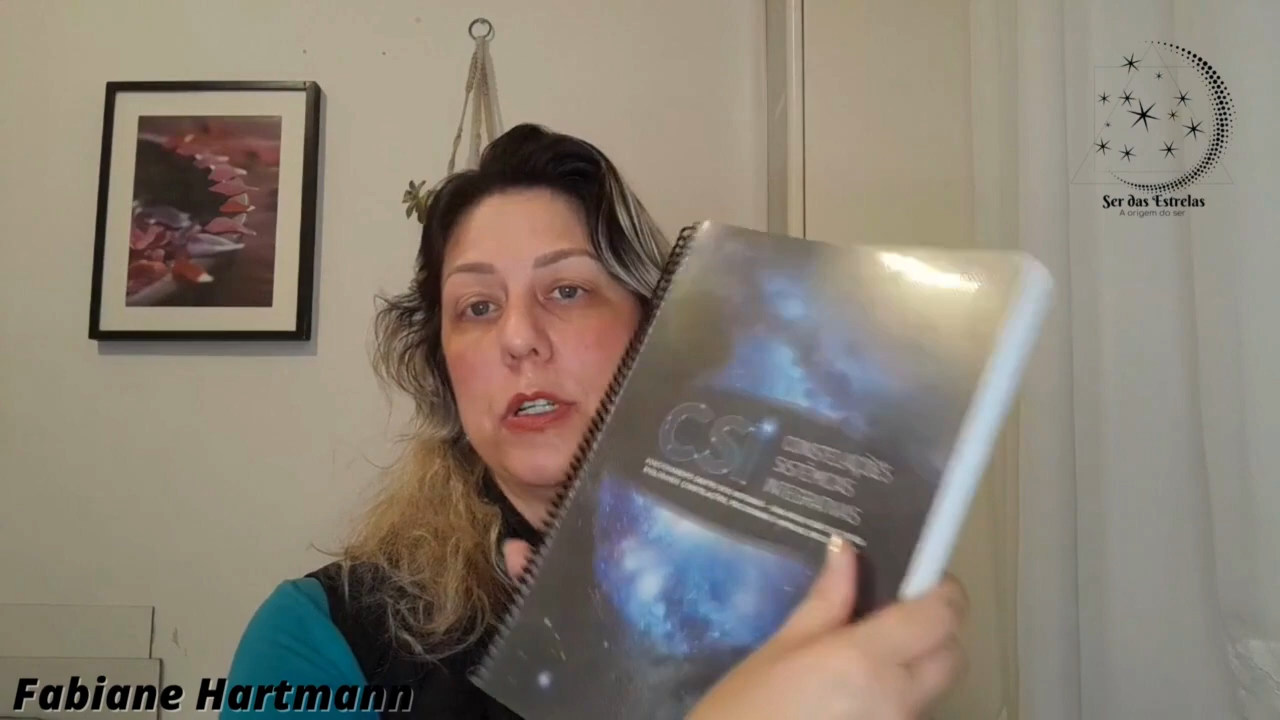 Ser das Estrelas
A origem do ser
CSI
CONSTELAÇÕES
SISTÊMICAS
INTEGRATIVAS
Fabiane Hartmann